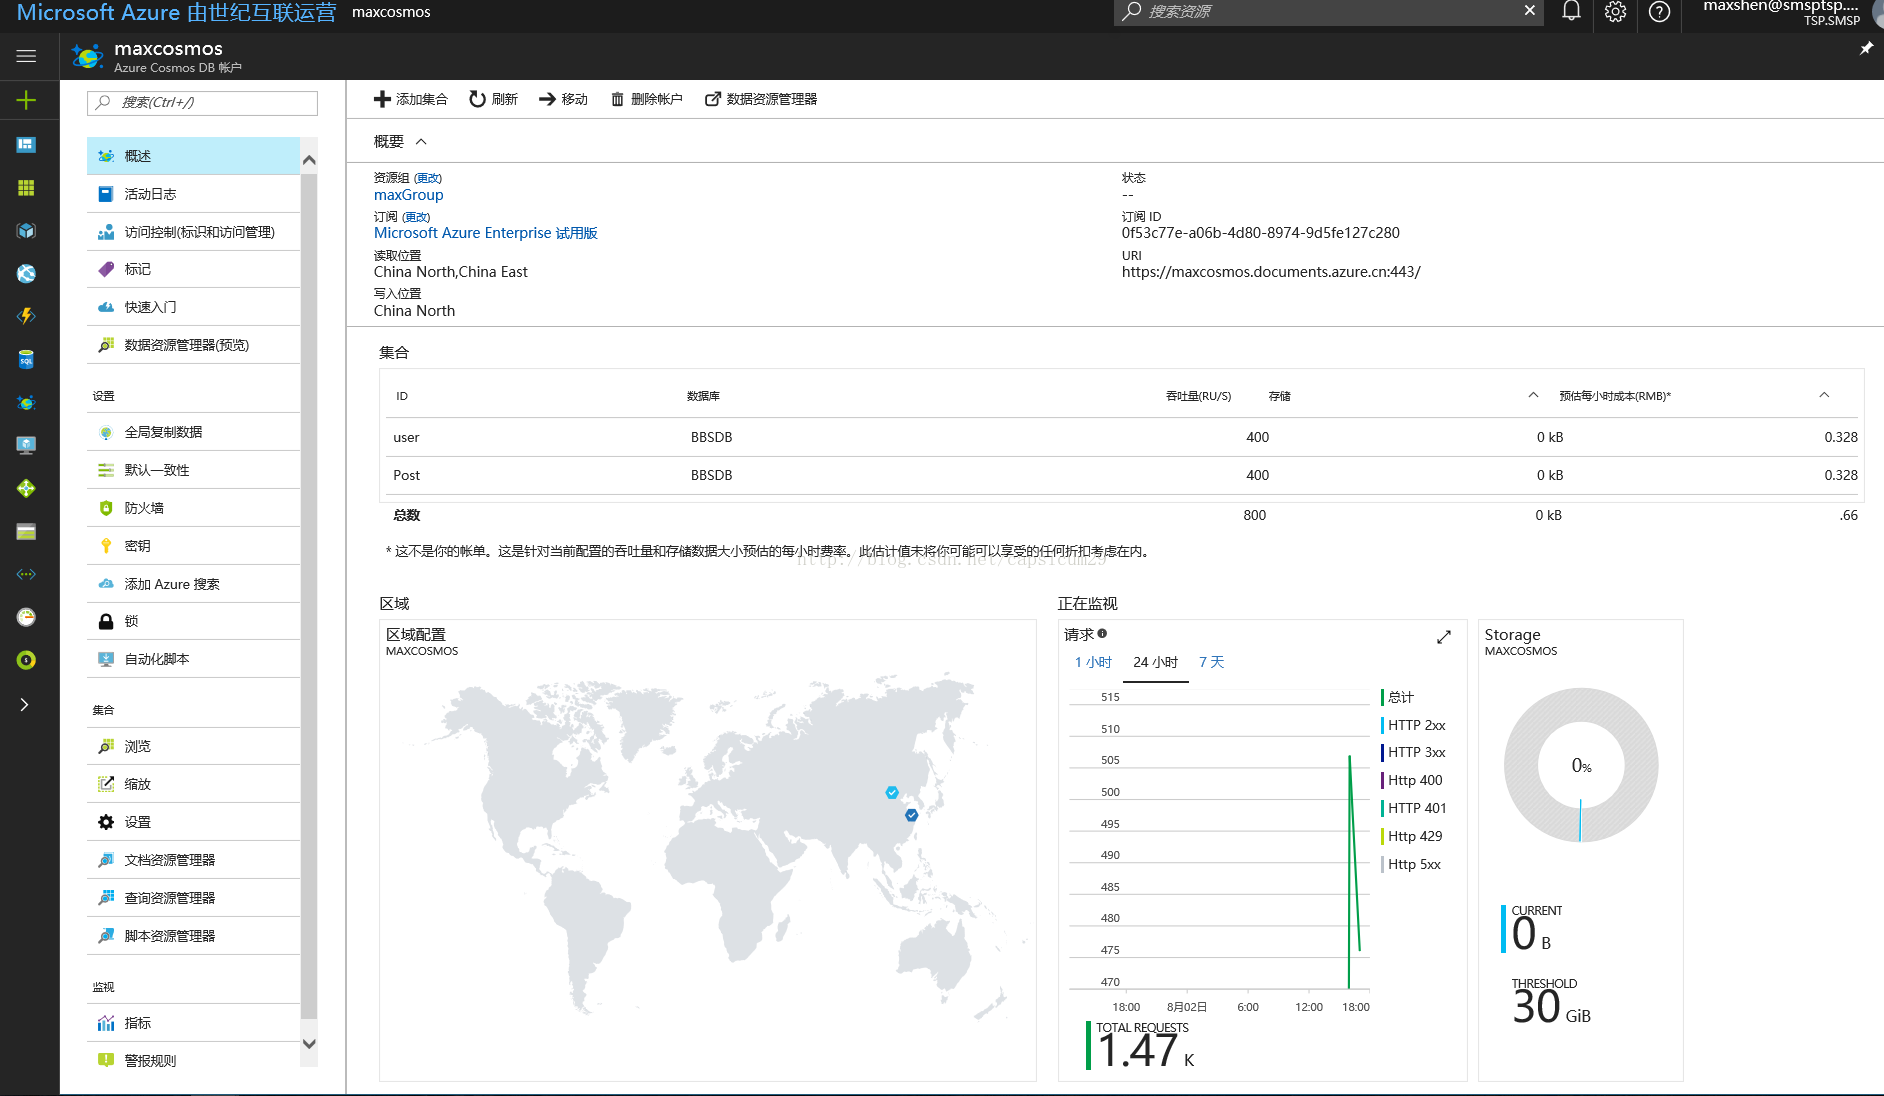 Microsoft Azure 由世纪互联运营 maxcosmos
搜索资源
maxshen@smsptsp....
TSP.SMSP
maxcosmos
Azure Cosmos DB 帐户
搜索(Ctrl+/)
概述
活动日志
访问控制(标识和访问管理)
标记
快速入门
数据资源管理器(预览)
设置
全局复制数据
默认一致性
防火墙
密钥
添加 Azure 搜索
锁
自动化脚本
集合
浏览
缩放
设置
文档资源管理器
查询资源管理器
脚本资源管理器
监视
指标
警报规则
添加集合 刷新 移动 删除帐户 数据资源管理器
概要
资源组 (更改)
maxGroup
订阅 (更改)
Microsoft Azure Enterprise 试用版
读取位置
China North,China East
写入位置
China North
状态
--
订阅 ID
0f53c77e-a06b-4d80-8974-9d5fe127c280
URI
https://maxcosmos.documents.azure.cn:443/
集合
ID 数据库 吞吐量(RU/S) 存储 预估每小时成本(RMB)*
user BBSDB 400 0 kB 0.328
Post BBSDB 400 0 kB 0.328
总数 800 0 kB .66
* 这不是你的帐单。这是针对当前配置的吞吐量和存储数据大小预估的每小时费率。此估计值未将你可能可以享受的任何折扣考虑在内。
http://blog.csdn.net/capsicum29
区域
区域配置
MAXCOSMOS
正在监视
请求
1 小时 24 小时 7 天
515
510
505
500
495
490
485
480
475
470
18:00 8月02日 6:00 12:00 18:00
总计
HTTP 2xx
HTTP 3xx
Http 400
HTTP 401
Http 429
Http 5xx
TOTAL REQUESTS
1.47 K
Storage
MAXCOSMOS
0%
CURRENT
0 B
THRESHOLD
30 GiB
SQL